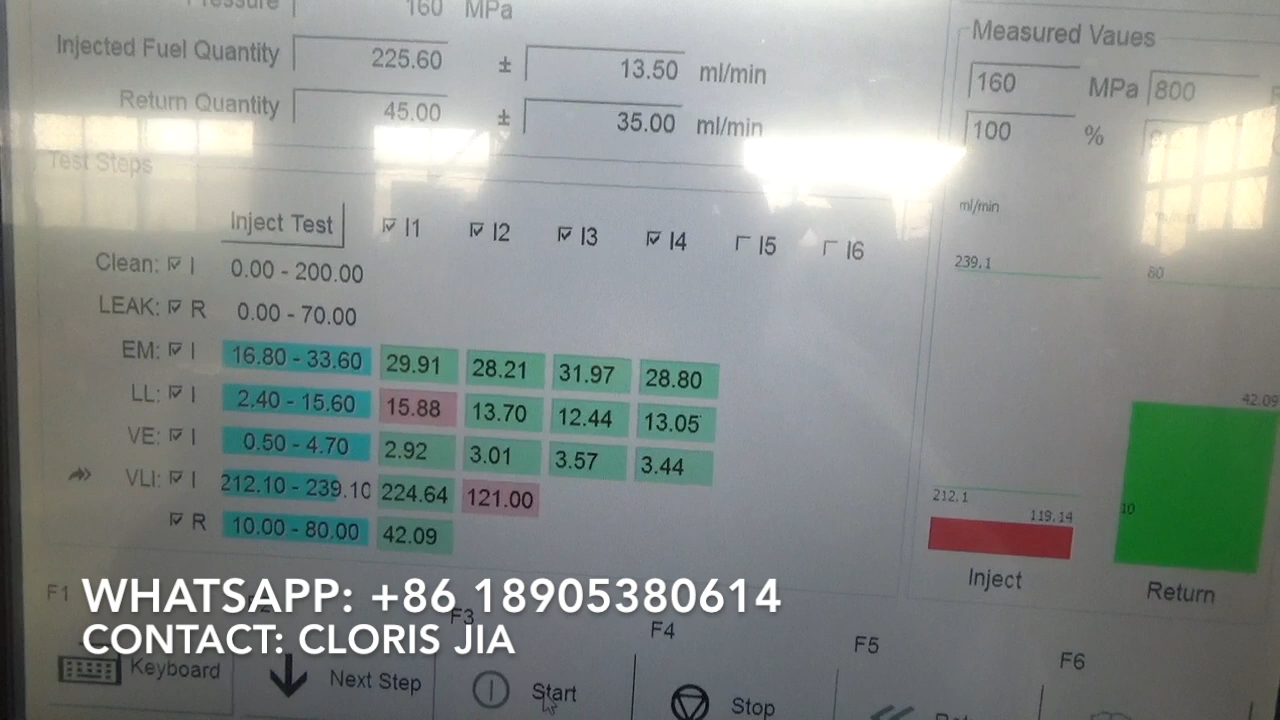 Pressure 160 MPa
Injected Fuel Quantity 225.60 ± 13.50 ml/min
Return Quantity 45.00 ± 35.00 ml/min
Test Steps
Inject Test I1 I2 I3 I4 I5 I6
Clean: I 0.00 - 200.00
LEAK: R 0.00 - 70.00
EM: I 16.80 - 33.60 29.91 28.21 31.97 28.80
LL: I 2.40 - 15.60 15.88 13.70 12.44 13.05
VE: I 0.50 - 4.70 2.92 3.01 3.57 3.44
VLI: I 212.10 - 239.10 224.64 121.00
R 10.00 - 80.00 42.09
Measured Vaues
160 MPa 800
100 %
ml/min
239.1 80
42.09
212.1
119.14 10
Inject Return
WHATSAPP: +86 18905380614
CONTACT: CLORIS JIA
F1 F3 F4 F5 F6
Keyboard Next Step Start Stop